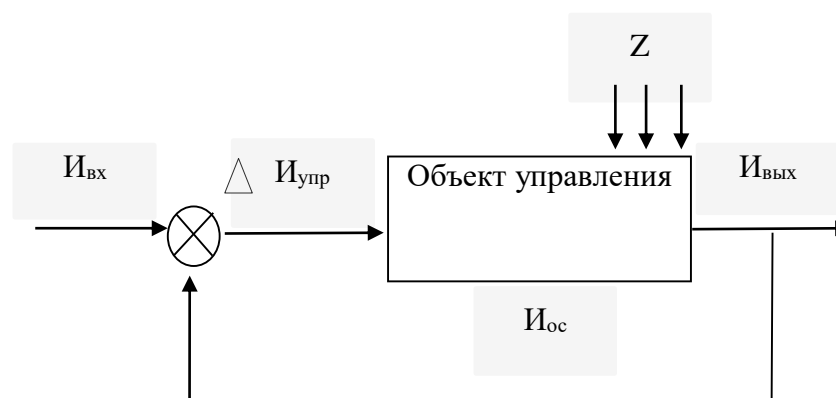 Z
Ивх
△ Иупр
Объект управления
Ивых
Иос